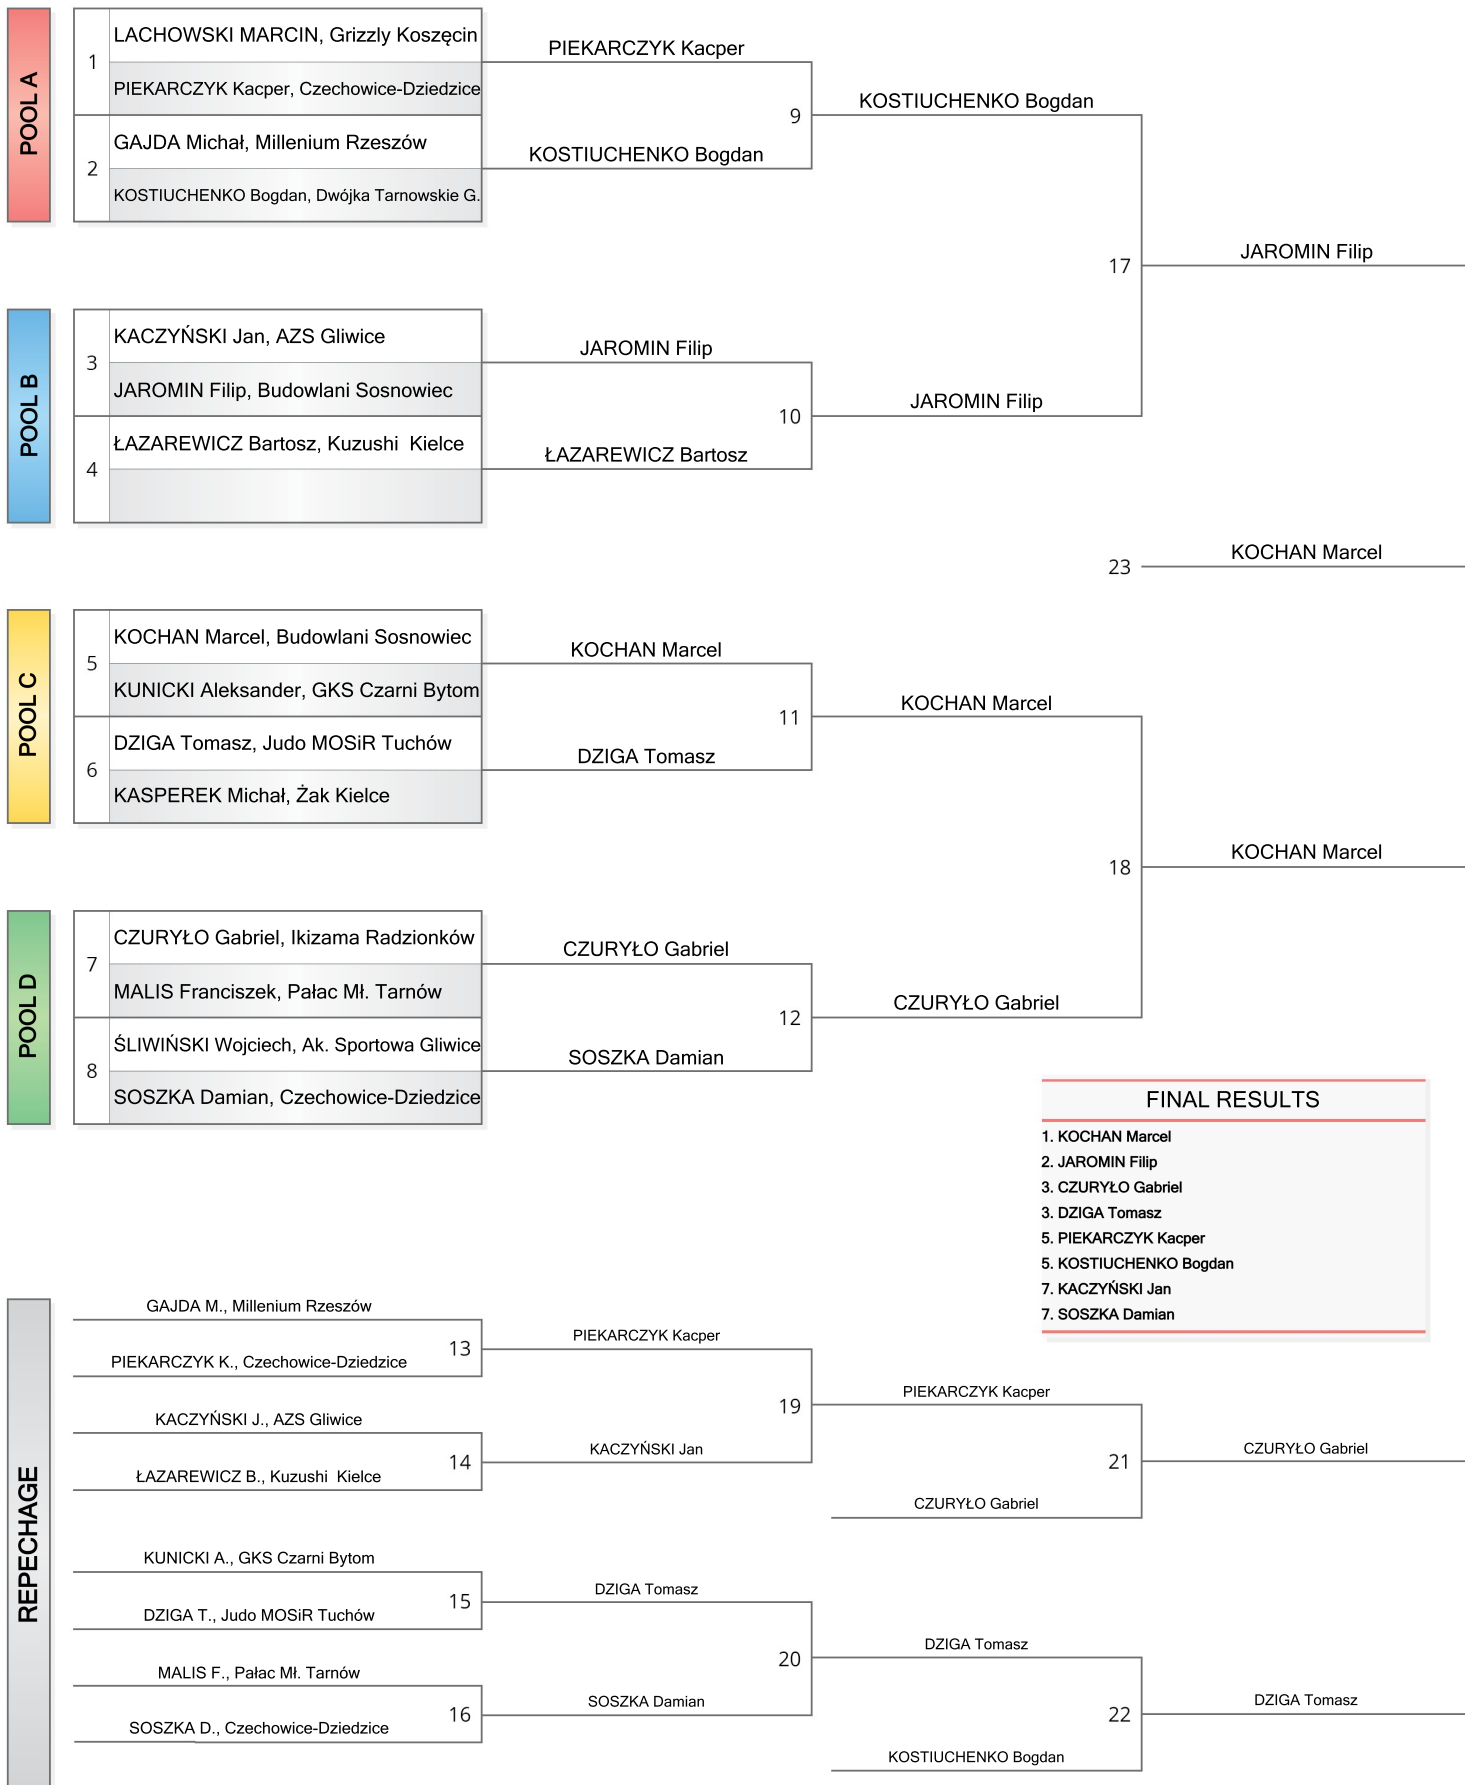 POOL A
1
LACHOWSKI MARCIN, Grizzly Koszęcin
PIEKARCZYK Kacper, Czechowice-Dziedzice
2
GAJDA Michał, Millenium Rzeszów
KOSTIUCHENKO Bogdan, Dwójka Tarnowskie G.
PIEKARCZYK Kacper
9
KOSTIUCHENKO Bogdan
KOSTIUCHENKO Bogdan
17
JAROMIN Filip
POOL B
3
KACZYŃSKI Jan, AZS Gliwice
JAROMIN Filip, Budowlani Sosnowiec
4
ŁAZAREWICZ Bartosz, Kuzushi  Kielce
JAROMIN Filip
10
ŁAZAREWICZ Bartosz
JAROMIN Filip
23
KOCHAN Marcel
POOL C
5
KOCHAN Marcel, Budowlani Sosnowiec
KUNICKI Aleksander, GKS Czarni Bytom
6
DZIGA Tomasz, Judo MOSiR Tuchów
KASPEREK Michał, Żak Kielce
KOCHAN Marcel
11
DZIGA Tomasz
KOCHAN Marcel
18
KOCHAN Marcel
POOL D
7
CZURYŁO Gabriel, Ikizama Radzionków
MALIS Franciszek, Pałac Mł. Tarnów
8
ŚLIWIŃSKI Wojciech, Ak. Sportowa Gliwice
SOSZKA Damian, Czechowice-Dziedzice
CZURYŁO Gabriel
12
SOSZKA Damian
CZURYŁO Gabriel
FINAL RESULTS
1. KOCHAN Marcel
2. JAROMIN Filip
3. CZURYŁO Gabriel
3. DZIGA Tomasz
5. PIEKARCZYK Kacper
5. KOSTIUCHENKO Bogdan
7. KACZYŃSKI Jan
7. SOSZKA Damian
REPECHAGE
GAJDA M., Millenium Rzeszów
13
PIEKARCZYK K., Czechowice-Dziedzice
KACZYŃSKI J., AZS Gliwice
14
ŁAZAREWICZ B., Kuzushi  Kielce
PIEKARCZYK Kacper
19
KACZYŃSKI Jan
PIEKARCZYK Kacper
21
CZURYŁO Gabriel
CZURYŁO Gabriel
KUNICKI A., GKS Czarni Bytom
15
DZIGA T., Judo MOSiR Tuchów
MALIS F., Pałac Mł. Tarnów
16
SOSZKA D., Czechowice-Dziedzice
DZIGA Tomasz
20
SOSZKA Damian
DZIGA Tomasz
22
KOSTIUCHENKO Bogdan
DZIGA Tomasz